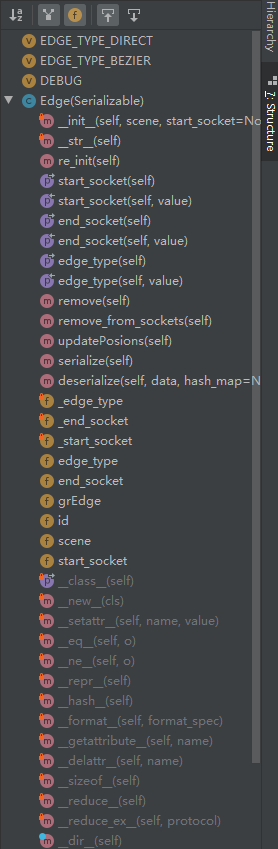 Hierarchy
7: Structure
EDGE_TYPE_DIRECT
EDGE_TYPE_BEZIER
DEBUG
Edge(Serializable)
__init__(self, scene, start_socket=No
__str__(self)
re_init(self)
start_socket(self)
start_socket(self, value)
end_socket(self)
end_socket(self, value)
edge_type(self)
edge_type(self, value)
remove(self)
remove_from_sockets(self)
updatePosions(self)
serialize(self)
deserialize(self, data, hash_map=N
_edge_type
_end_socket
_start_socket
edge_type
end_socket
grEdge
id
scene
start_socket
__class__(self)
__new__(cls)
__setattr__(self, name, value)
__eq__(self, o)
__ne__(self, o)
__repr__(self)
__hash__(self)
__format__(self, format_spec)
__getattribute__(self, name)
__delattr__(self, name)
__sizeof__(self)
__reduce__(self)
__reduce_ex__(self, protocol)
__dir__(self)